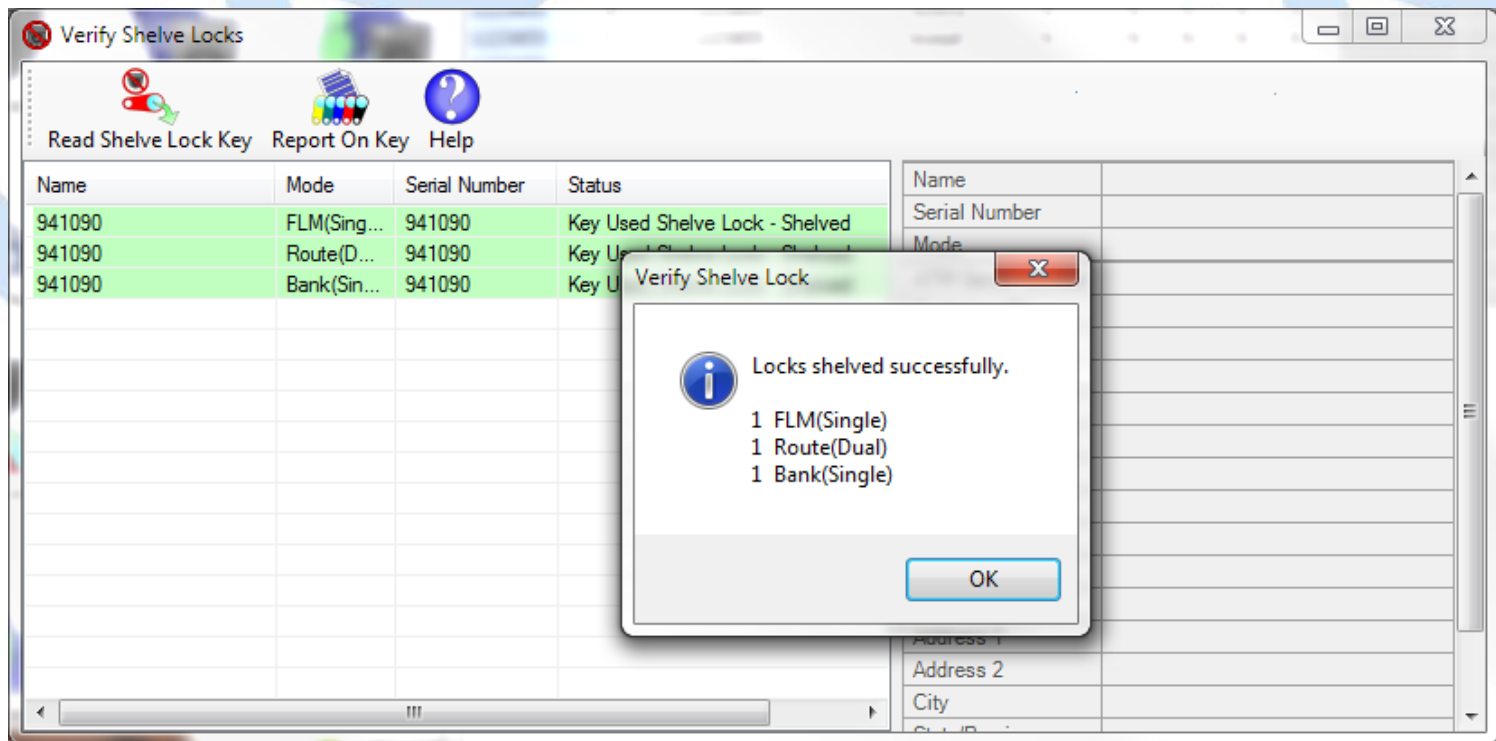 Verify Shelve Locks
Read Shelve Lock Key Report On Key Help
Name Mode Serial Number Status
941090 FLM(Sing... 941090 Key Used Shelve Lock - Shelved
941090 Route(D... 941090 Key
941090 Bank(Sin... 941090 Key
Name
Serial Number
Mode
Address 1
Address 2
City
Verify Shelve Lock
Locks shelved successfully.
1 FLM(Single)
1 Route(Dual)
1 Bank(Single)
OK